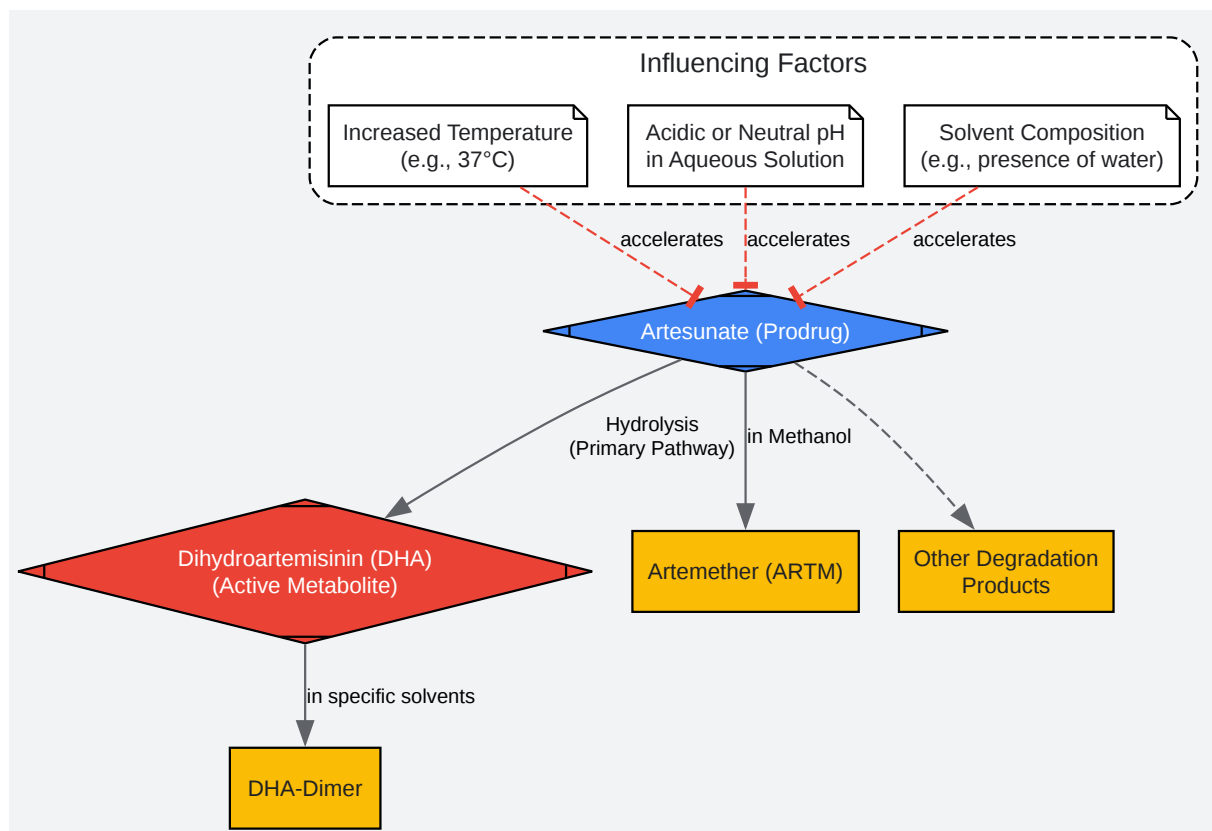 Influencing Factors
Increased Temperature
(e.g., 37°C)
Acidic or Neutral pH
in Aqueous Solution
Solvent Composition
(e.g., presence of water)
accelerates
accelerates
accelerates
Artesunate (Prodrug)
Hydrolysis
(Primary Pathway)
in Methanol
Dihydroartemisinin (DHA)
(Active Metabolite)
Artemether (ARTM)
Other Degradation
Products
in specific solvents
DHA-Dimer